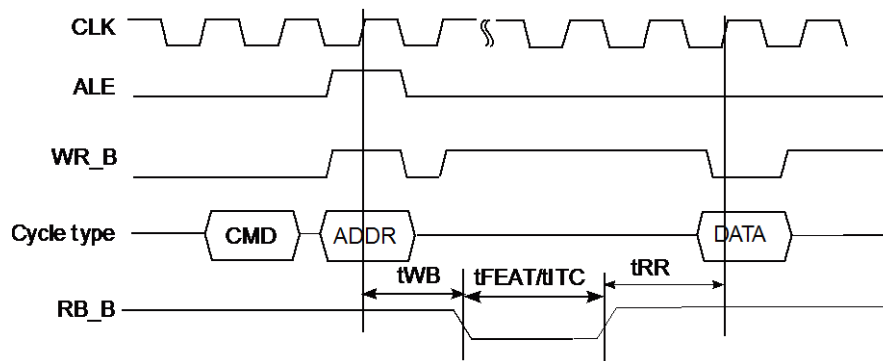 CLK
ALE
WR_B
Cycle type CMD ADDR DATA
tWB tFEAT/tITC tRR
RB_B